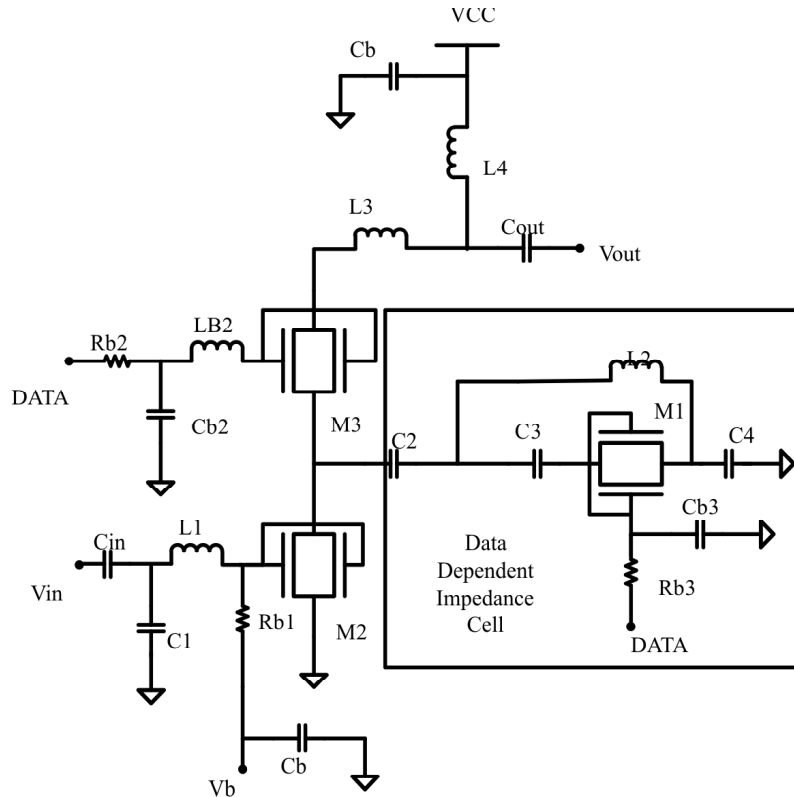 VCC
Cb
L4
L3
Cout
Vout
LB2
Rb2
L2
DATA
M3
M1
Cb2
C2
C3
C4
L1
Cin
Cb3
Vin
Data
Dependent
Impedance
Cell
Rb3
Rb1
M2
C1
DATA
Cb
Vb